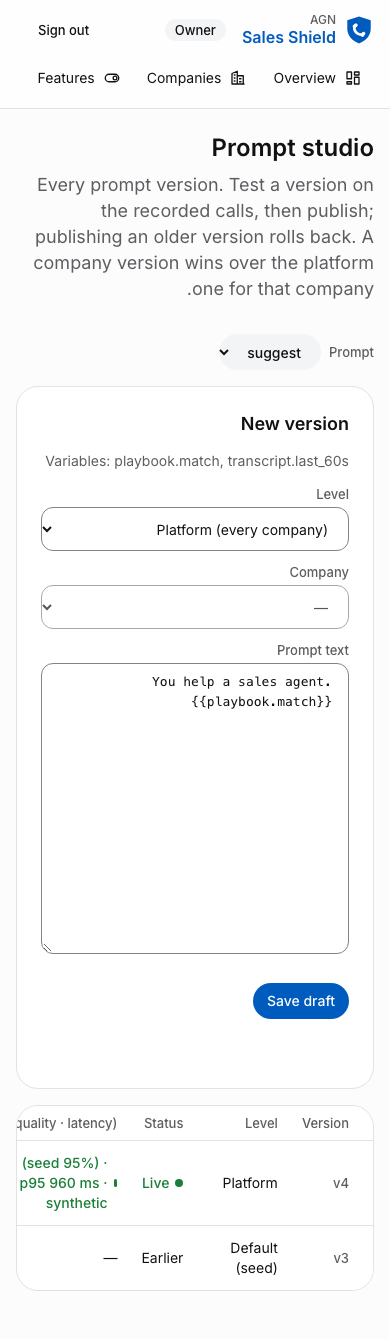 AGN
Sales Shield
Owner
Sign out
Overview
Companies
Features
Prompt studio
Every prompt version. Test a version on
the recorded calls, then publish;
publishing an older version rolls back. A
company version wins over the platform
one for that company.
Prompt
suggest
New version
Variables: playbook.match, transcript.last_60s
Level
Platform (every company)
Company
—
Prompt text
You help a sales agent.
{{playbook.match}}
Save draft
Version Level Status quality · latency)
v4 Platform Live (seed 95%) ·
p95 960 ms ·
synthetic
v3 Default
(seed) Earlier —